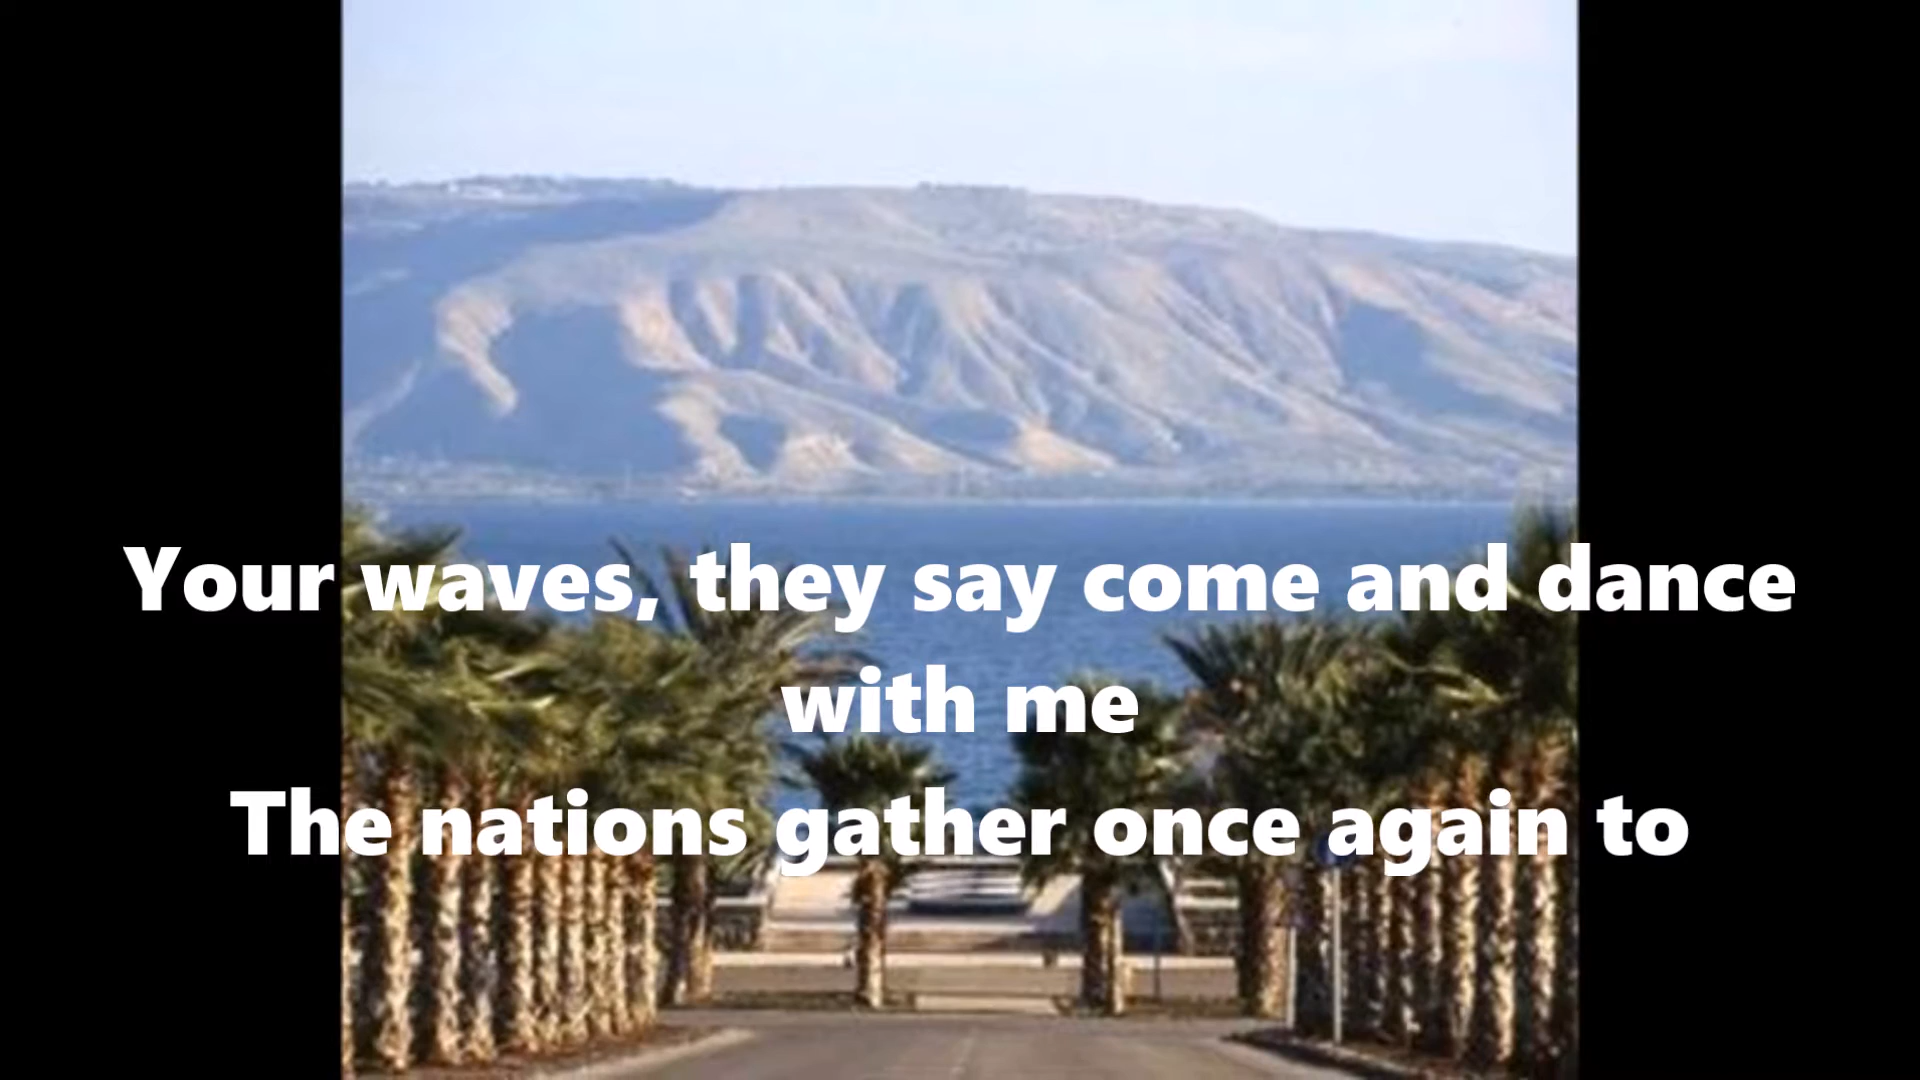 Your waves, they say come and dance
with me
The nations gather once again to